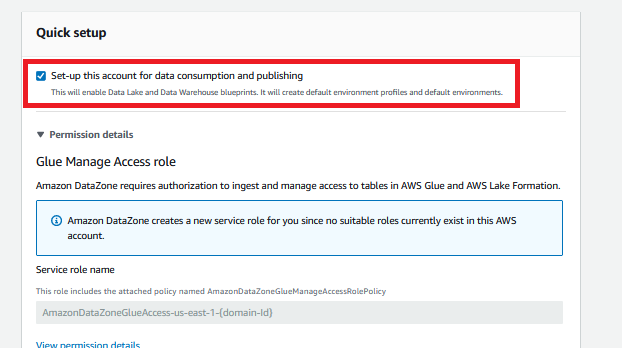 Quick setup
Set-up this account for data consumption and publishing
This will enable Data Lake and Data Warehouse blueprints. It will create default environment profiles and default environments.
Permission details
Glue Manage Access role
Amazon DataZone requires authorization to ingest and manage access to tables in AWS Glue and AWS Lake Formation.
Amazon DataZone creates a new service role for you since no suitable roles currently exist in this AWS
account.
Service role name
This role includes the attached policy named AmazonDataZoneGlueManageAccessRolePolicy
AmazonDataZoneGlueAccess-us-east-1-{domain-Id}
View permission details